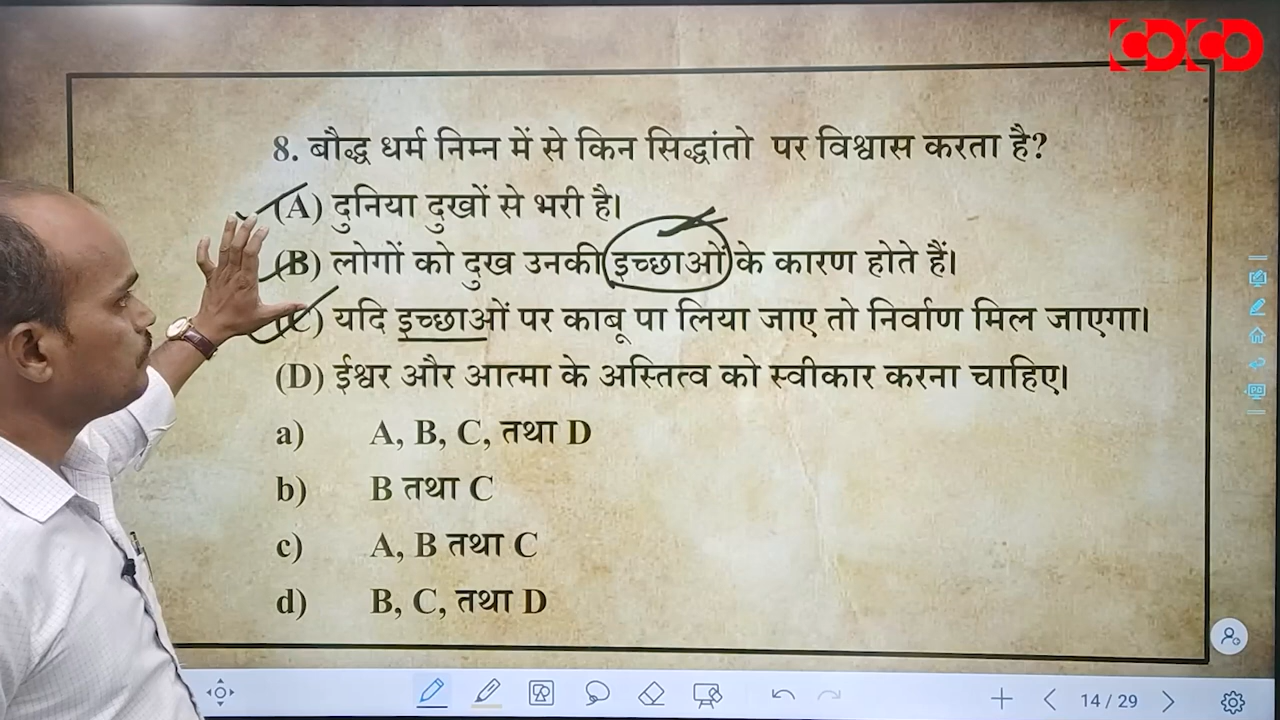 COCO
8. बौद्ध धर्म निम्न में से किन सिद्धांतो पर विश्वास करता है?
(A) दुनिया दुखों से भरी है।
(B) लोगों को दुख उनकी इच्छाओं के कारण होते हैं।
(C) यदि इच्छाओं पर काबू पा लिया जाए तो निर्वाण मिल जाएगा।
(D) ईश्वर और आत्मा के अस्तित्व को स्वीकार करना चाहिए।
a) A, B, C, तथा D
b) B तथा C
c) A, B तथा C
d) B, C, तथा D
14 / 29